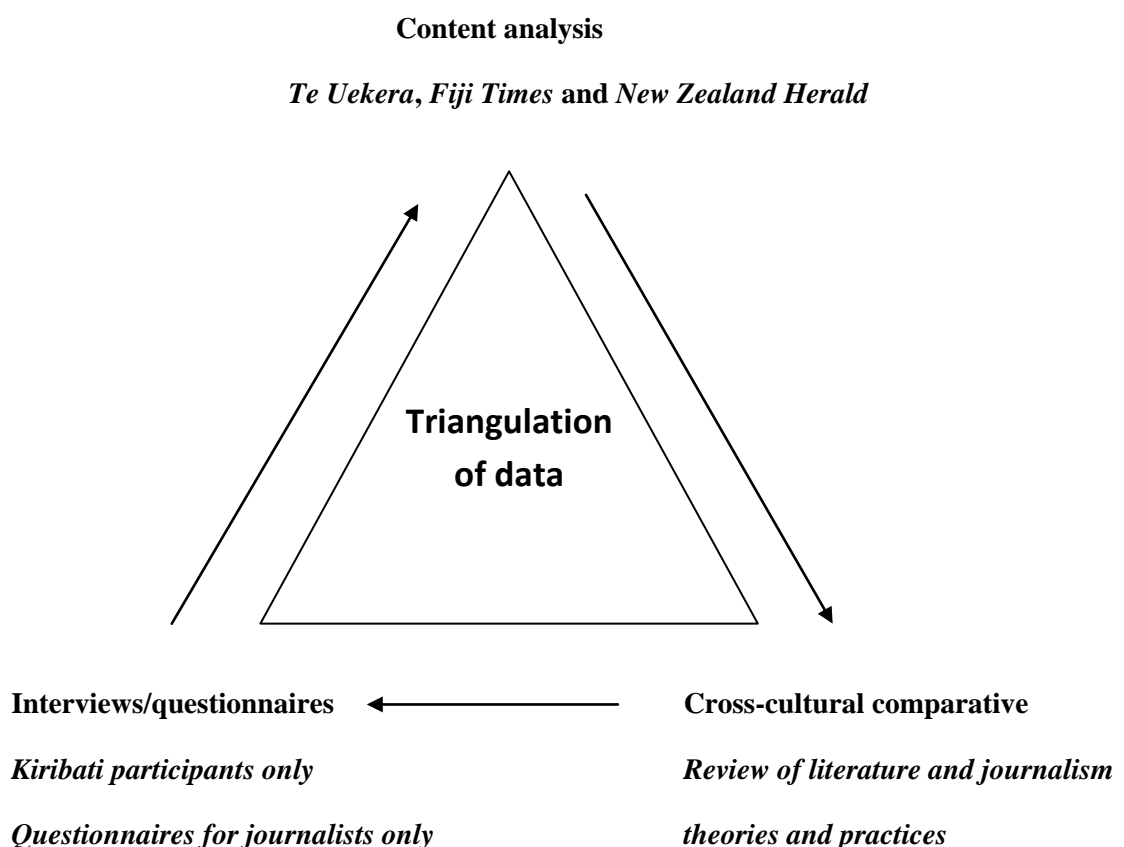 Content analysis
Te Uekera, Fiji Times and New Zealand Herald
Triangulation
of data
Interviews/questionnaires
Kiribati participants only
Questionnaires for journalists only
Cross-cultural comparative
Review of literature and journalism
theories and practices